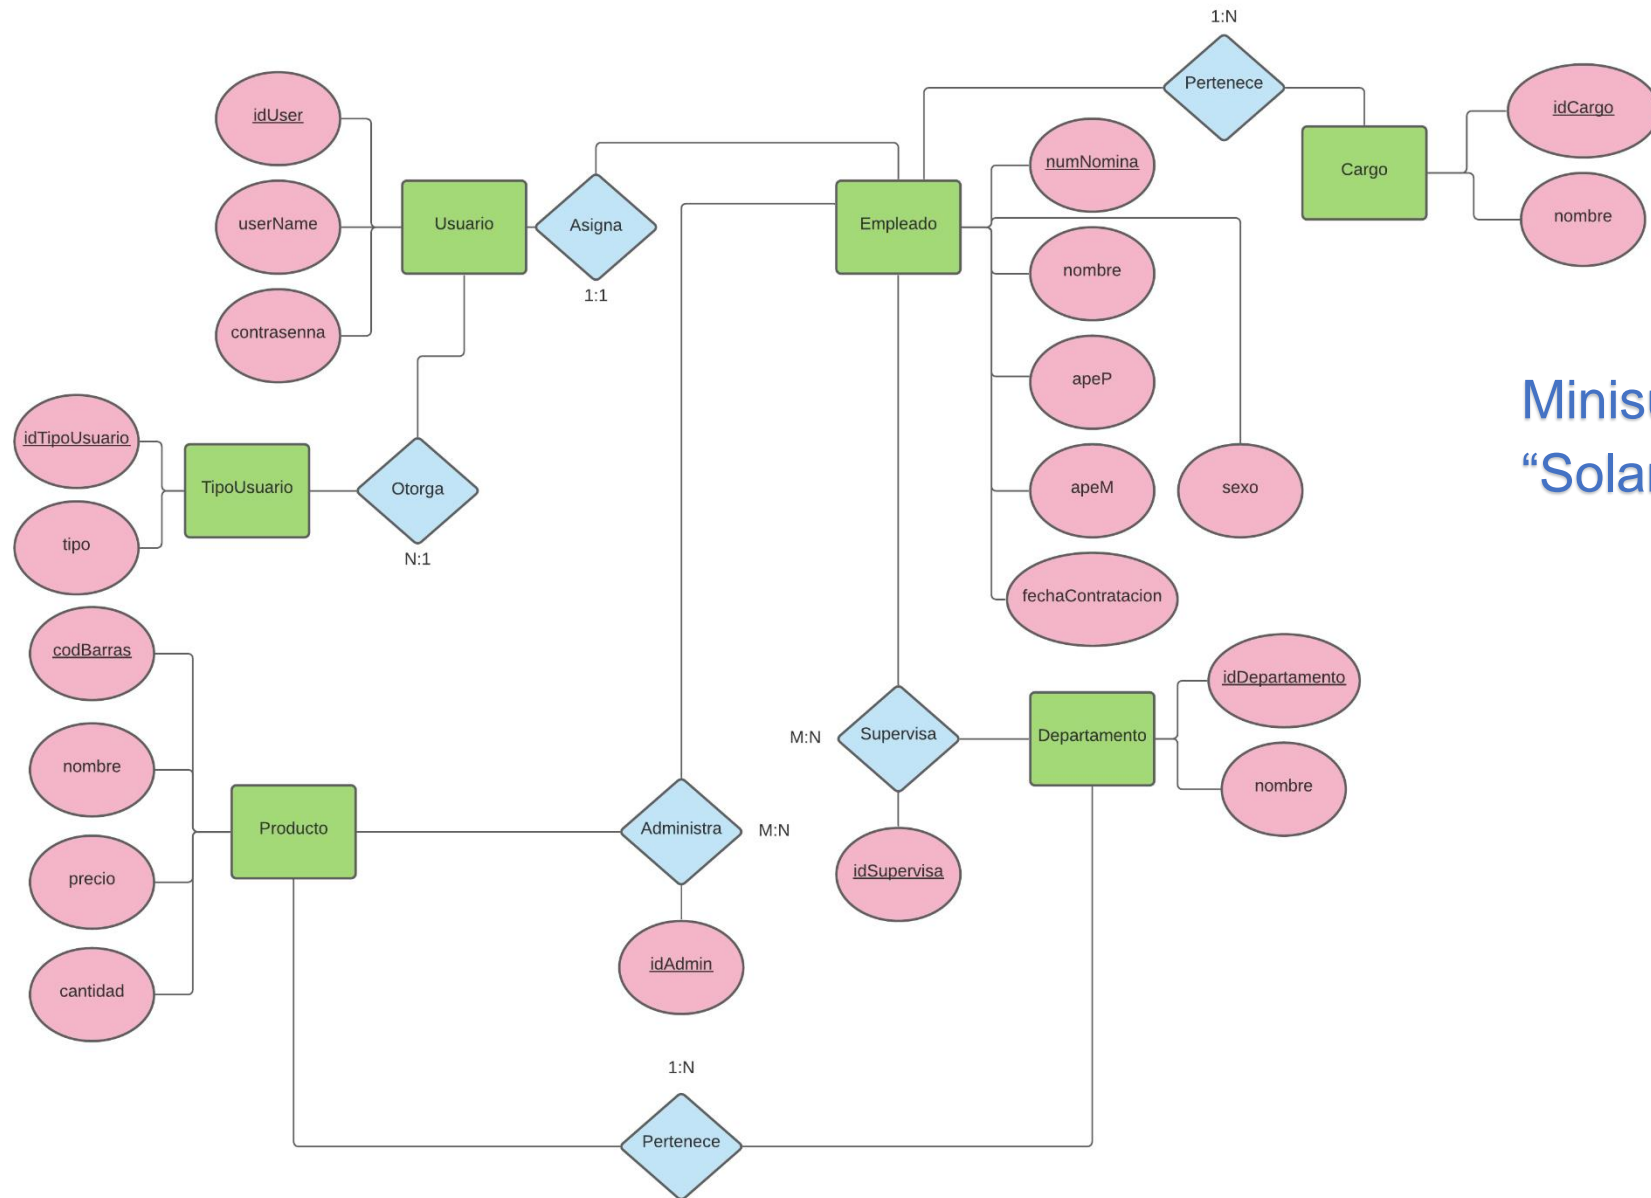 1:N
Pertenece
idUser
idCargo
numNomina
Cargo
userName
Usuario
Asigna
Empleado
nombre
nombre
1:1
contrasenna
apeP
idTipoUsuario
TipoUsuario
Otorga
apeM
sexo
tipo
N:1
fechaContratacion
codBarras
idDepartamento
M:N
Supervisa
Departamento
nombre
nombre
Producto
Administra
M:N
precio
idSupervisa
idAdmin
cantidad
1:N
Pertenece